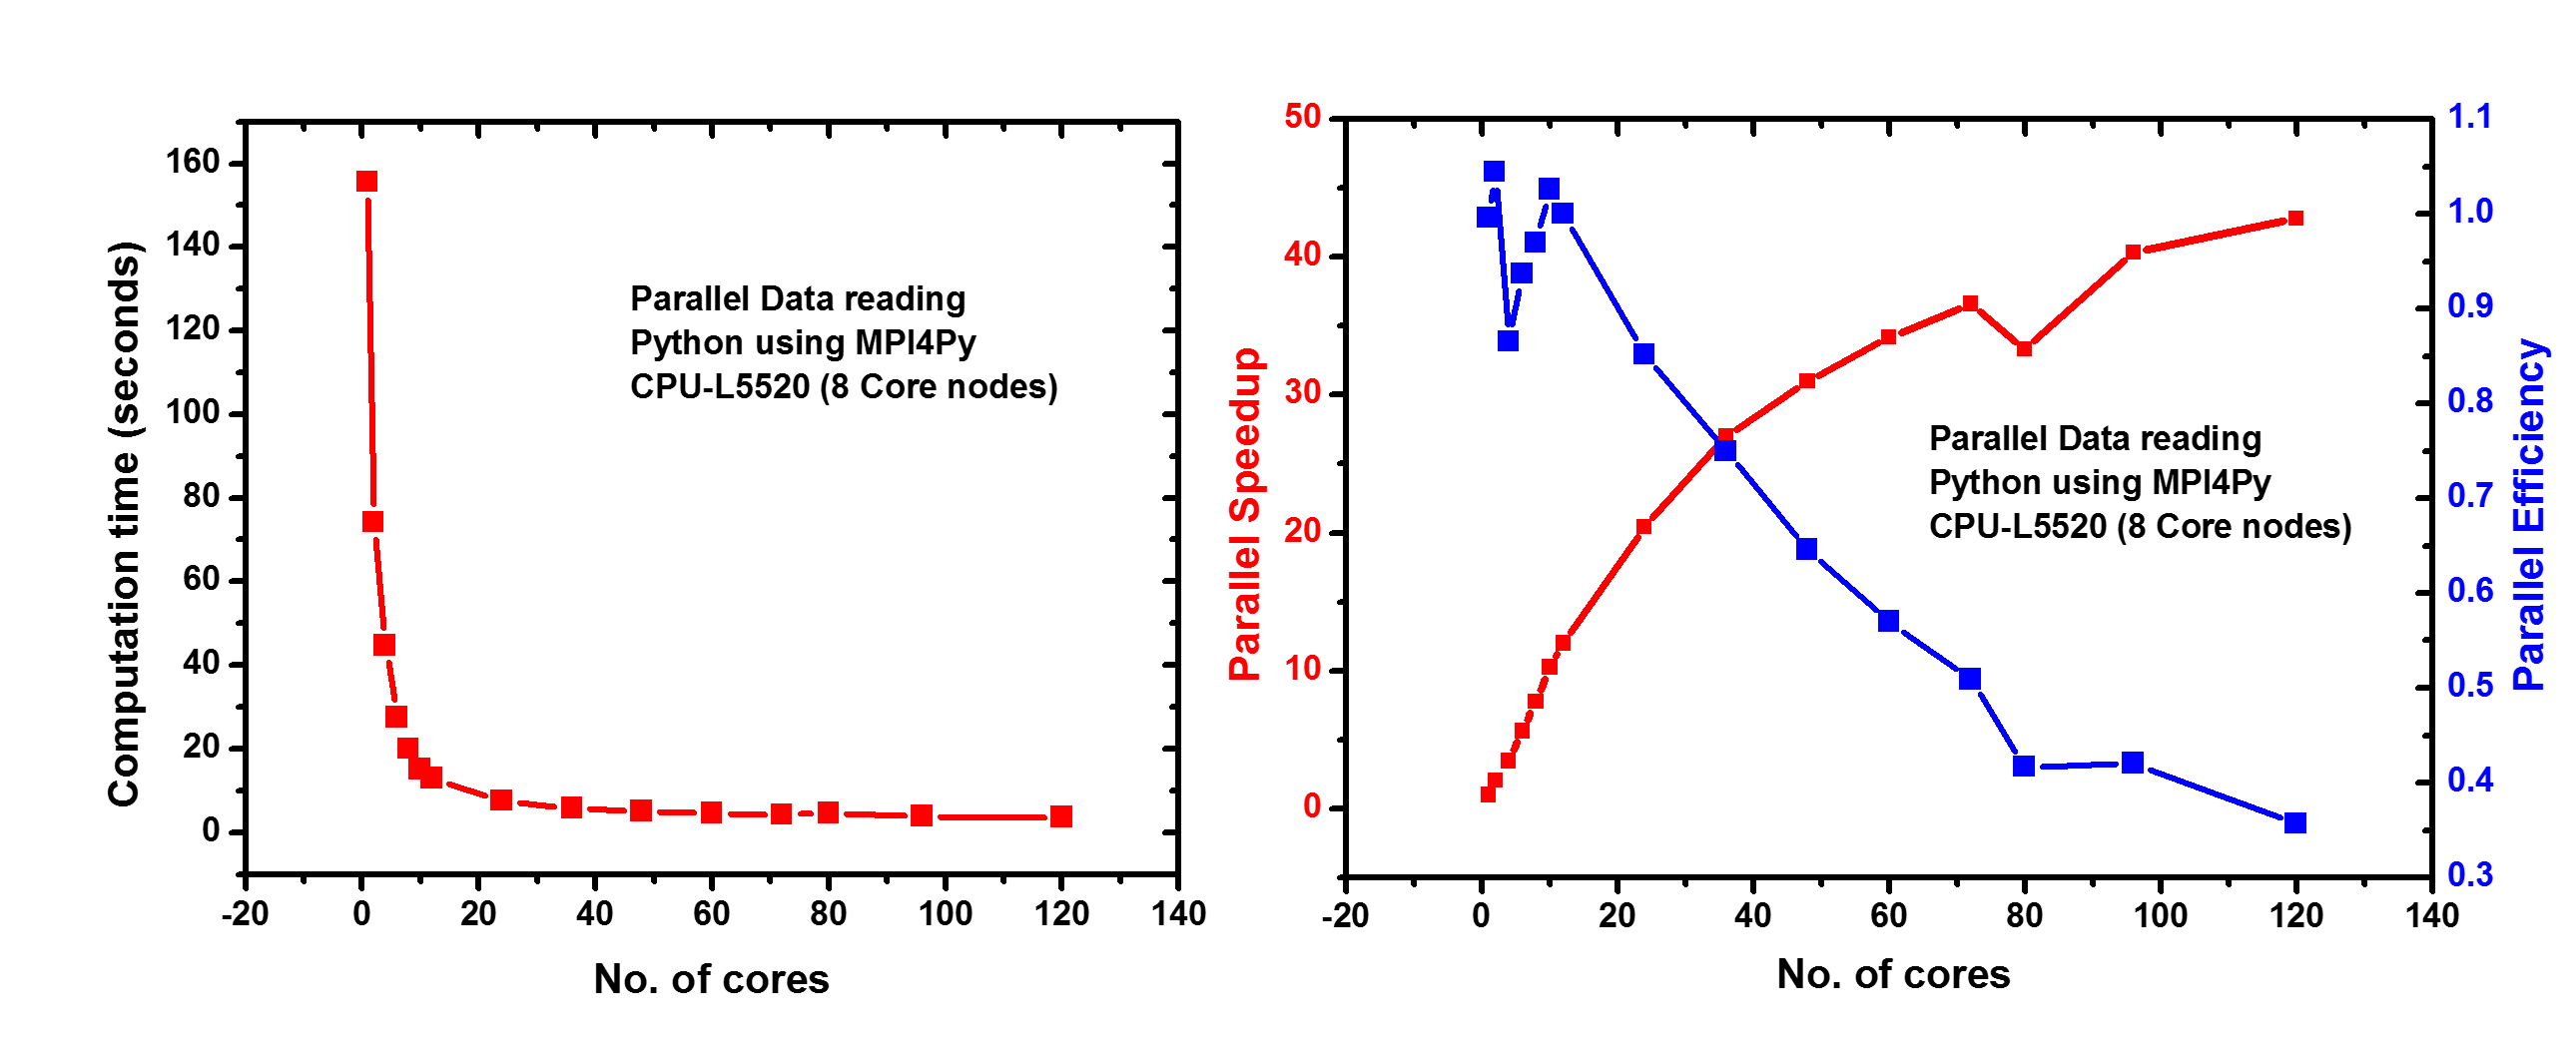 160
140
120
100
80
60
40
20
0
Computation time (seconds)
Parallel Data reading
Python using MPI4Py
CPU-L5520 (8 Core nodes)
-20 0 20 40 60 80 100 120 140
No. of cores
50
40
30
20
10
0
Parallel Speedup
Parallel Data reading
Python using MPI4Py
CPU-L5520 (8 Core nodes)
1.1
1.0
0.9
0.8
0.7
0.6
0.5
0.4
0.3
Parallel Efficiency
-20 0 20 40 60 80 100 120 140
No. of cores